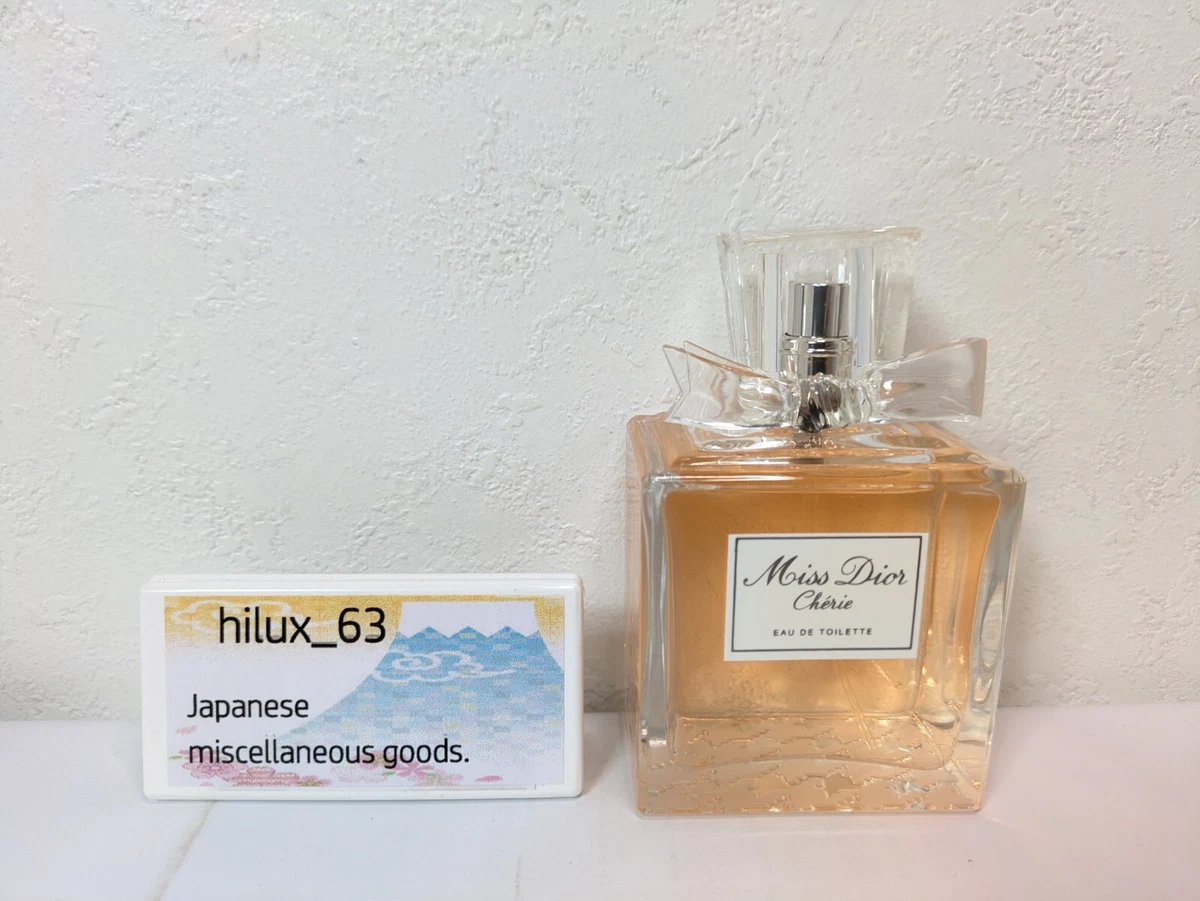 hilux_63
Japanese
miscellaneous goods.
Miss Dior
Chérie
EAU DE TOILETTE